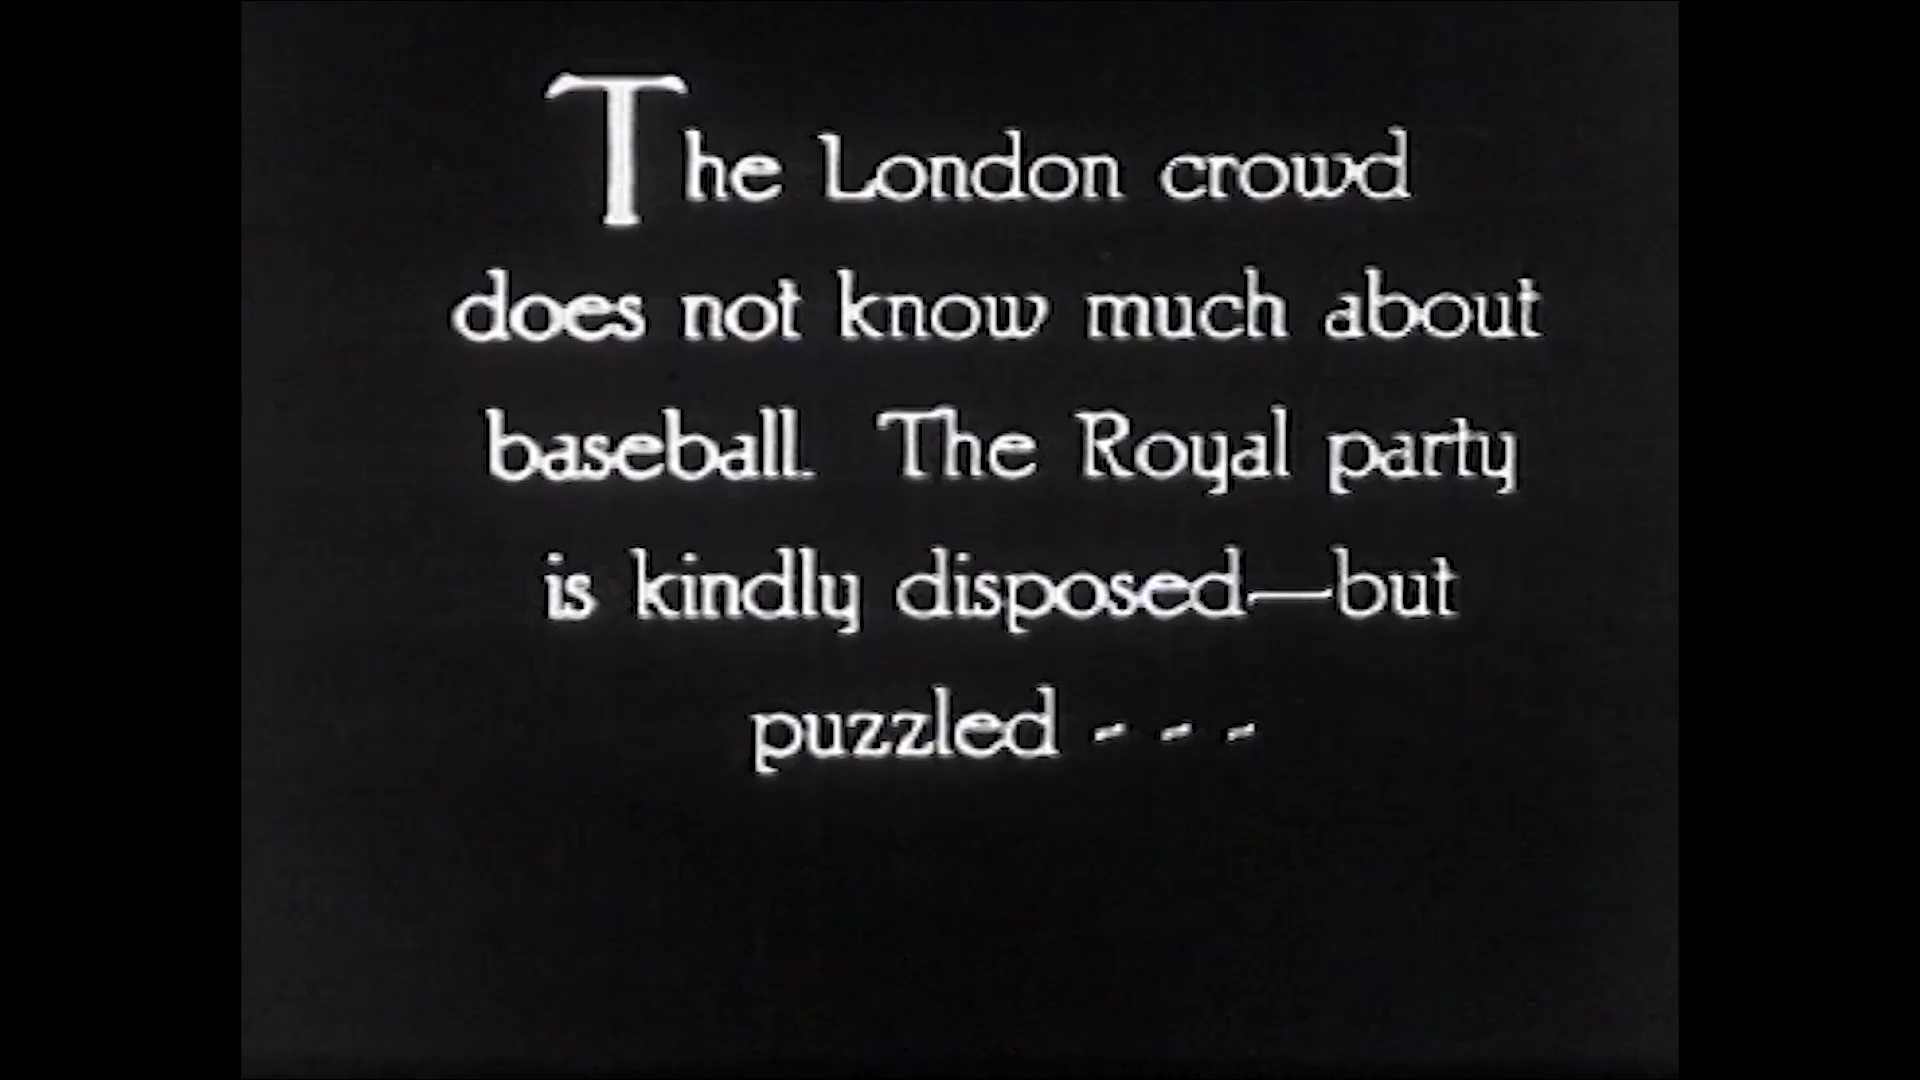 The London crowd
does not know much about
baseball. The Royal party
is kindly disposed—but
puzzled - - -